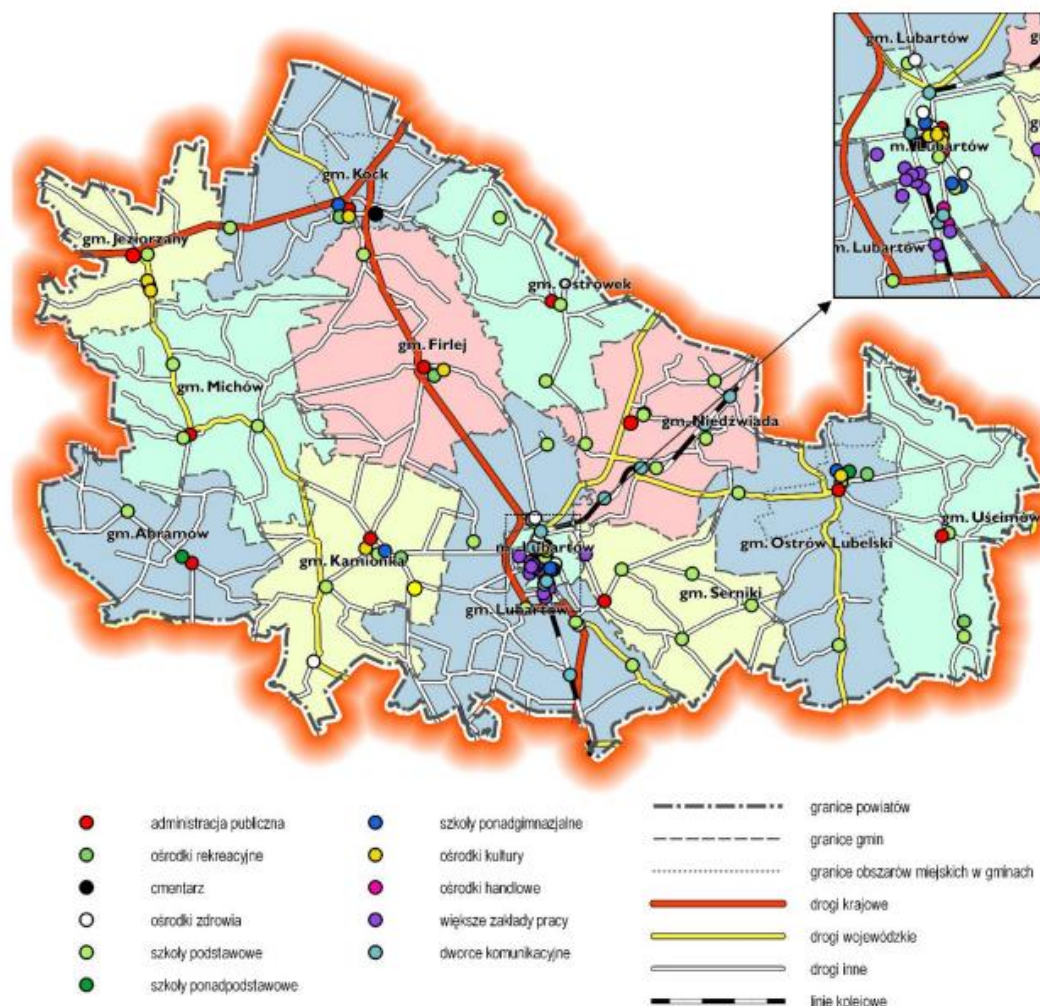 gm. Lubartów
g
g
m. Lubartów
m. Lubartów
gm. Kock
gm. Jeziorzany
gm. Ostrówek
gm. Firlej
gm. Michów
gm. Niedźwiada
gm. Abramów
gm. Uścimów
m. Lubartów
gm. Ostrów Lubelski
gm. Kamionka
gm. Serniki
gm. Lubartów
administracja publiczna
ośrodki rekreacyjne
cmentarz
ośrodki zdrowia
szkoły podstawowe
szkoły ponadpodstawowe
szkoły ponadgimnazjalne
ośrodki kultury
ośrodki handlowe
większe zakłady pracy
dworce komunikacyjne
granice powiatów
granice gmin
granice obszarów miejskich w gminach
drogi krajowe
drogi wojewódzkie
drogi inne
linie kolejowe